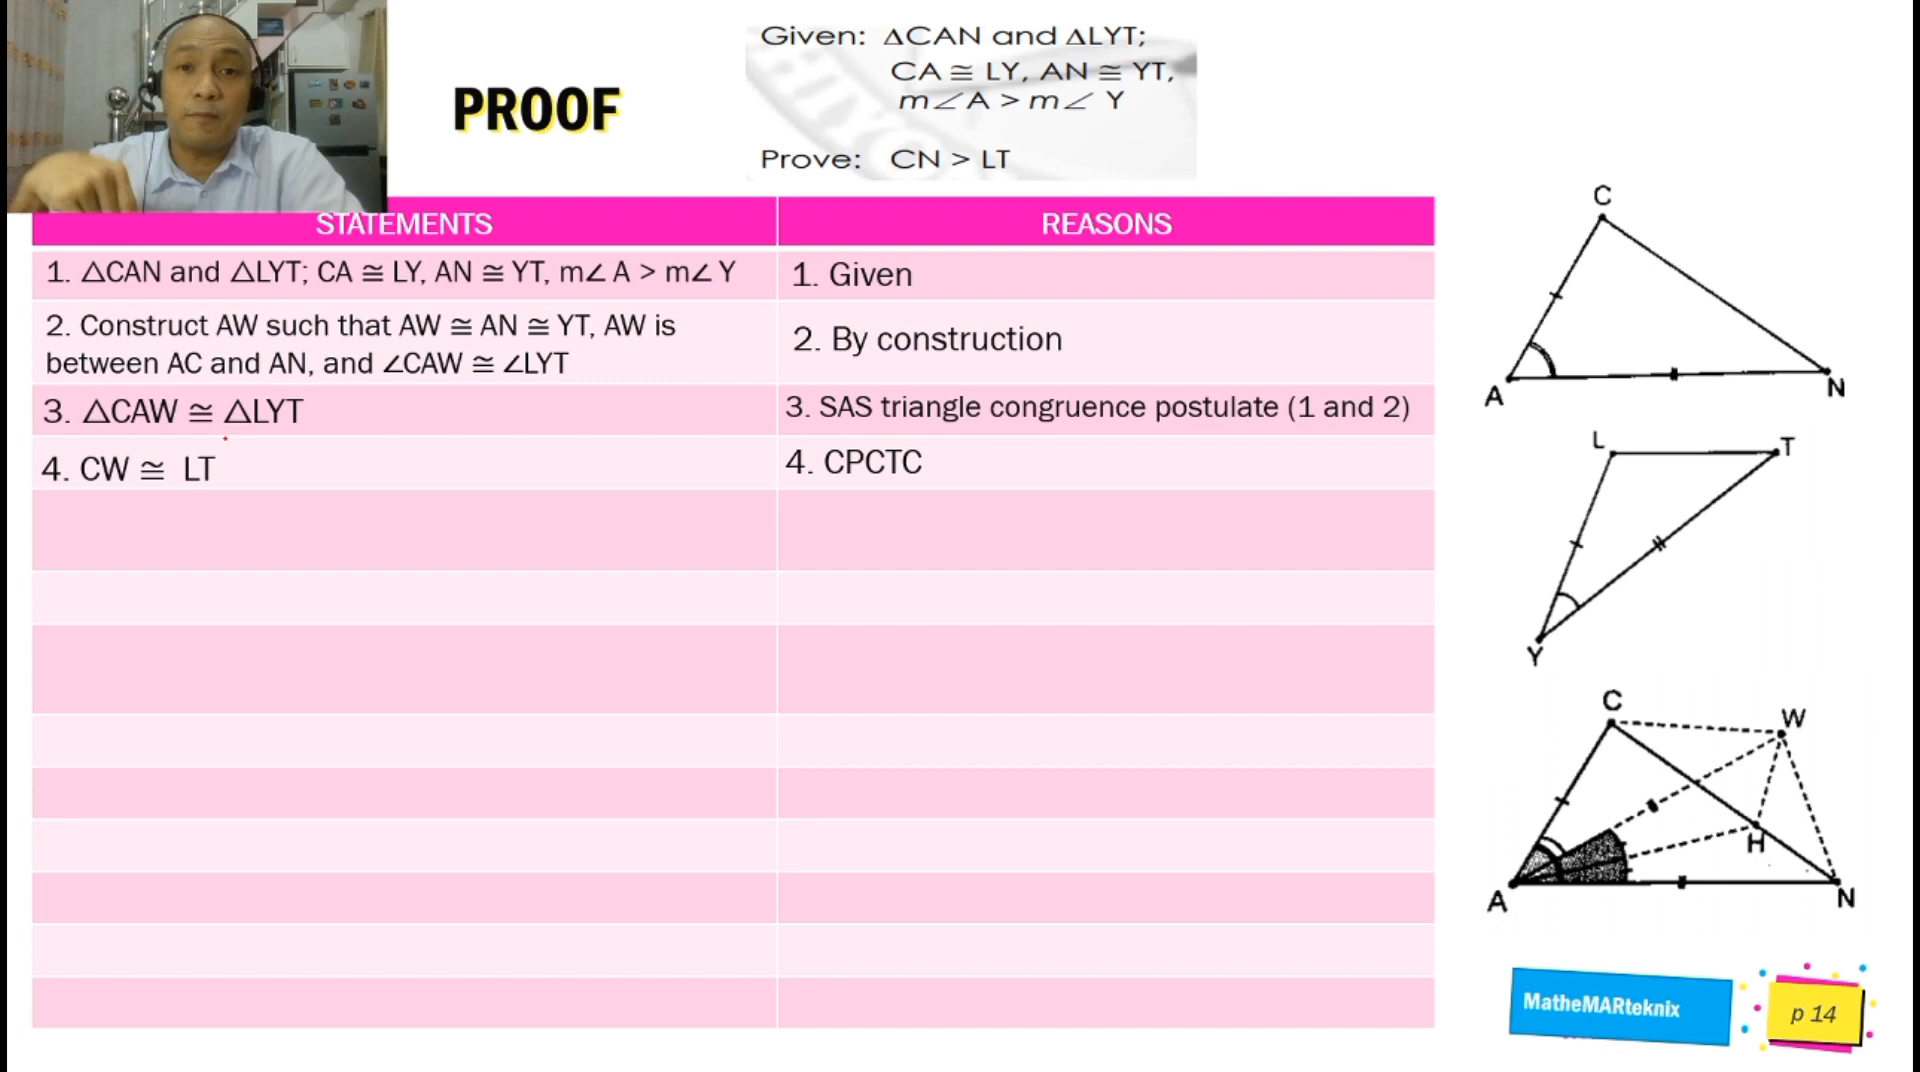 PROOF
Given: △CAN and △LYT;
CA ≅ LY, AN ≅ YT,
m∠A > m∠ Y
Prove: CN > LT
STATEMENTS
REASONS
1. △CAN and △LYT; CA ≅ LY, AN ≅ YT, m∠ A > m∠ Y
1. Given
2. Construct AW such that AW ≅ AN ≅ YT, AW is
between AC and AN, and ∠CAW ≅ ∠LYT
2. By construction
3. △CAW ≅ △LYT
3. SAS triangle congruence postulate (1 and 2)
4. CW ≅ LT
4. CPCTC
C
A
N
L
T
Y
C
W
H
A
N
MatheMARteknix
p 14